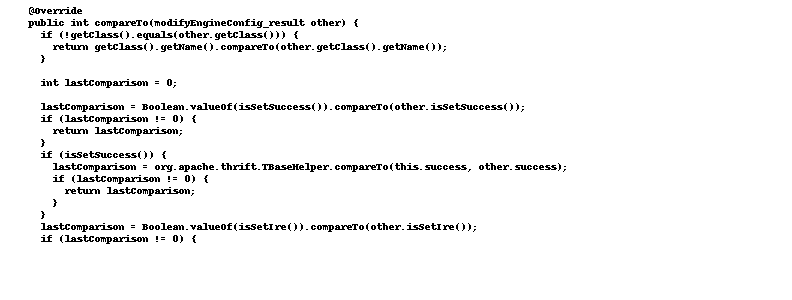 @Override
public int compareTo(modifyEngineConfig_result other) {
  if (!getClass().equals(other.getClass())) {
    return getClass().getName().compareTo(other.getClass().getName());
  }

  int lastComparison = 0;

  lastComparison = Boolean.valueOf(isSetSuccess()).compareTo(other.isSetSuccess());
  if (lastComparison != 0) {
    return lastComparison;
  }
  if (isSetSuccess()) {
    lastComparison = org.apache.thrift.TBaseHelper.compareTo(this.success, other.success);
    if (lastComparison != 0) {
      return lastComparison;
    }
  }
  lastComparison = Boolean.valueOf(isSetIre()).compareTo(other.isSetIre());
  if (lastComparison != 0) {